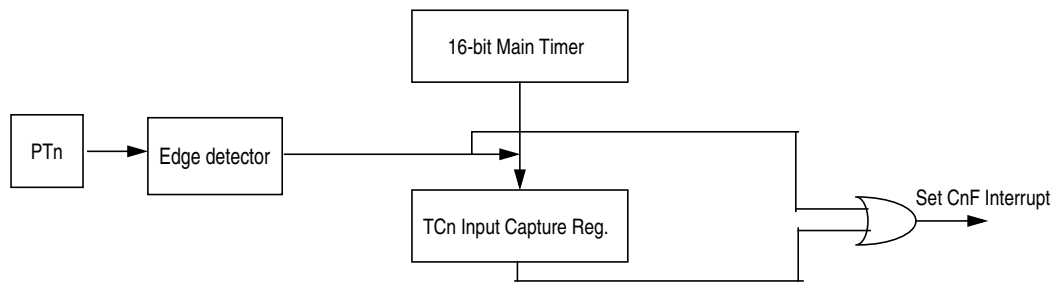 16-bit Main Timer
PTn
Edge detector
TCn Input Capture Reg.
Set CnF Interrupt